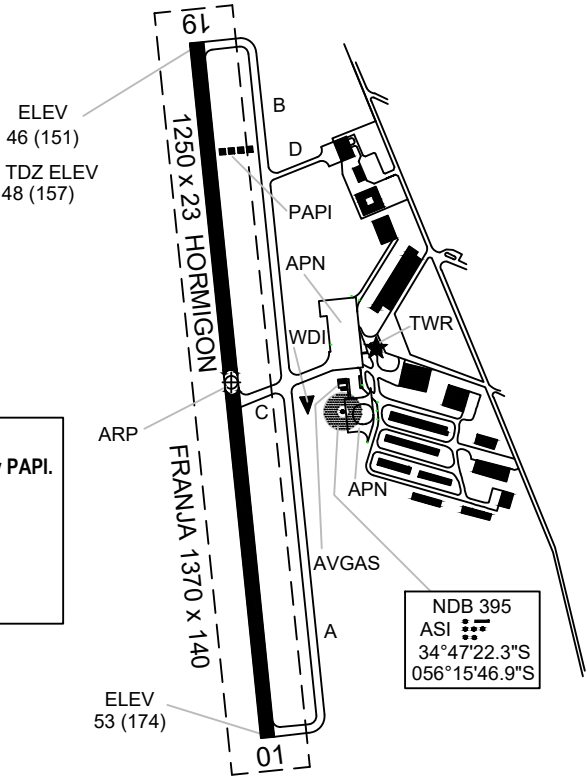 19
ELEV
46 (151)
TDZ ELEV
48 (157)
B
D
PAPI
1250 x 23 HORMIGON
APN
WDI
TWR
ARP
C
PAPI.
FRANJA 1370 x 140
APN
AVGAS
NDB 395
ASI
34°47'22.3"S
056°15'46.9"S
A
ELEV
53 (174)
01